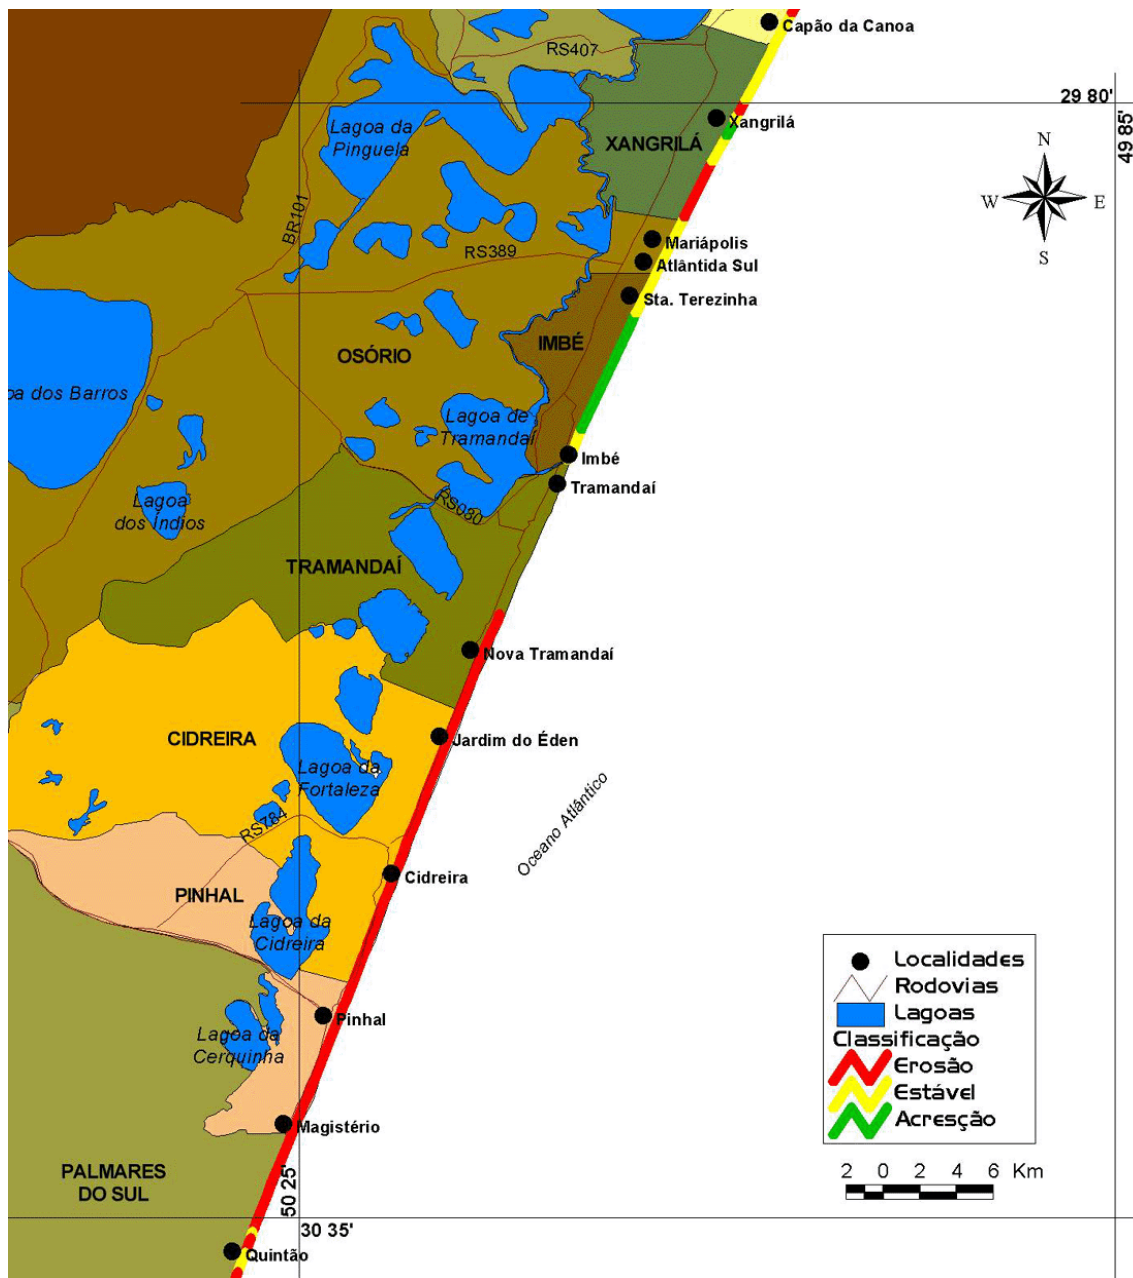 Capão da Canoa
RS407
29 80'
49 85'
Lagoa da
Pinguela
Xangrilá
XANGRILÁ
N
W
E
S
BR101
RS389
Mariápolis
Atlântida Sul
Sta. Terezinha
IMBÉ
OSÓRIO
oa dos Barros
Lagoa de
Tramandaí
Imbé
Tramandaí
Lagoa
dos Índios
RS030
TRAMANDAÍ
Nova Tramandaí
CIDREIRA
Jardim do Éden
Lagoa da
Fortaleza
Oceano Atlântico
RS784
Cidreira
PINHAL
Lagoa da
Cidreira
Pinhal
Lagoa da
Cerquinha
Magistério
PALMARES
DO SUL
50 25'
30 35'
Quintão
Localidades
Rodovias
Lagoas
Classificação
Erosão
Estável
Acresção
2 0 2 4 6 Km